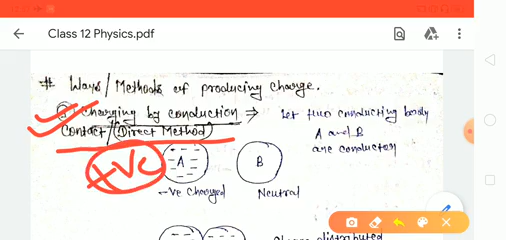 Class 12 Physics.pdf
# Ways/Methods of producing charge.
① Charging by conduction → Let two conducting body
Contact/Direct Method A and B
are conductor
+ve A B
-ve Charged Neutral
distributed